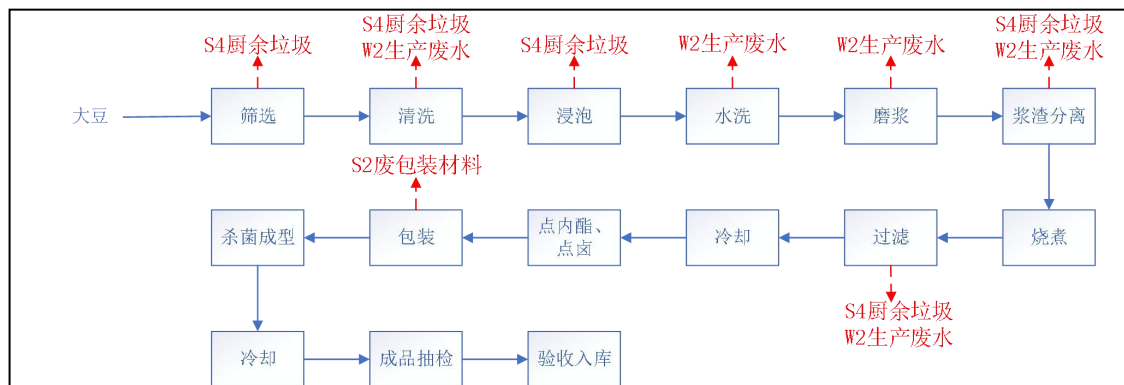 S4厨余垃圾
S4厨余垃圾
W2生产废水
S4厨余垃圾
W2生产废水
W2生产废水
S4厨余垃圾
W2生产废水
大豆
筛选
清洗
浸泡
水洗
磨浆
浆渣分离
S2废包装材料
杀菌成型
包装
点内酯、
点卤
冷却
过滤
烧煮
S4厨余垃圾
W2生产废水
冷却
成品抽检
验收入库